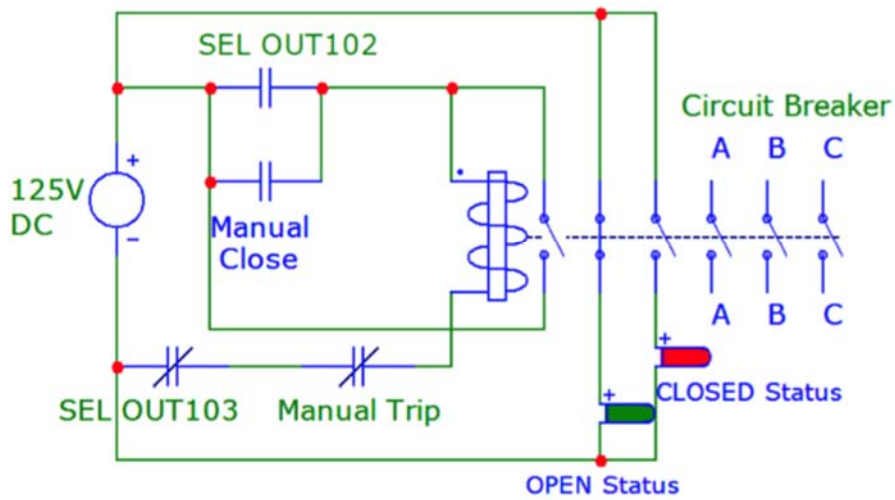 SEL OUT102
Circuit Breaker
A B C
+
125V
DC
-
Manual
Close
A B C
+
CLOSED Status
SEL OUT103
Manual Trip
+
OPEN Status